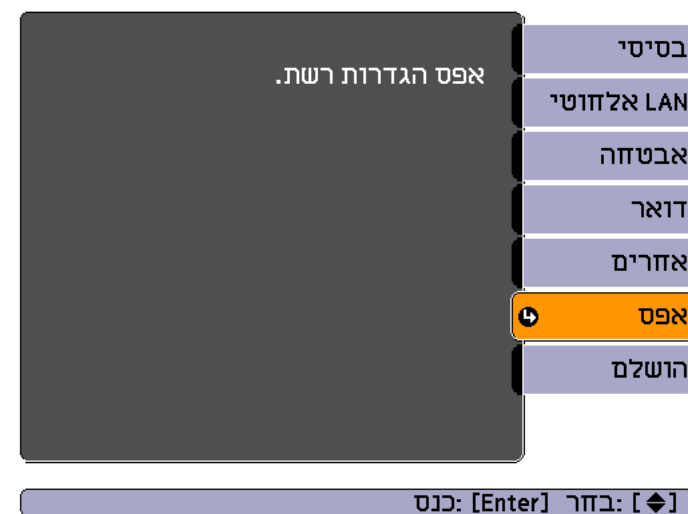 אפס הגדרות רשת.
בסיסי
LAN אלחוטי
אבטחה
דואר
אחרים
אפס
הושלם
[◆] :בחר [Enter] :כנס